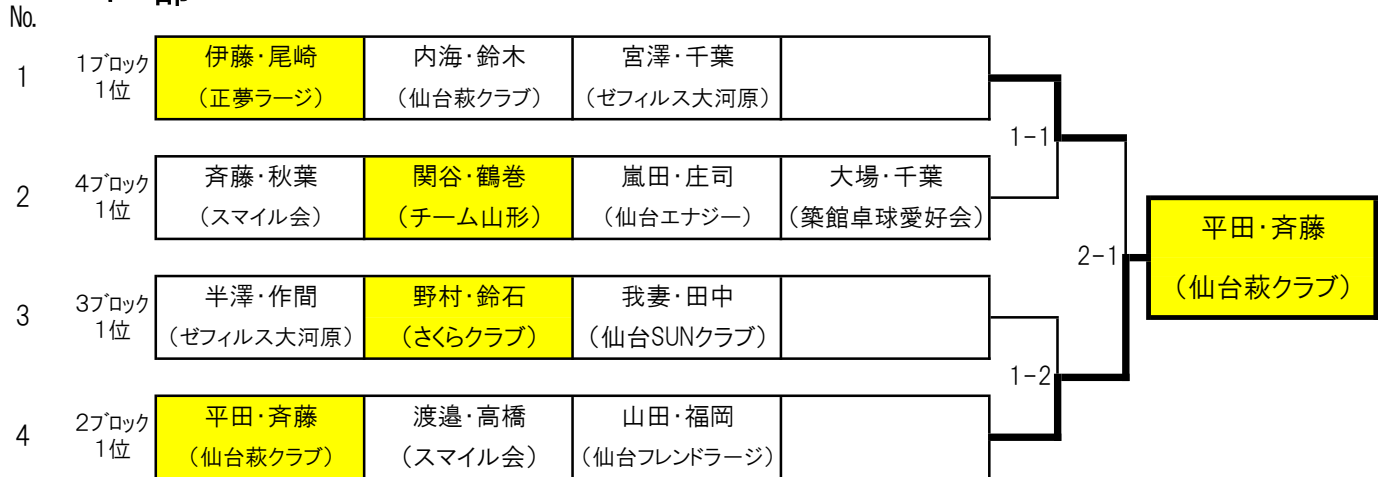 No.
1 1ブロック 1位 伊藤・尾崎 内海・鈴木 宮澤・千葉
(正夢ラージ) (仙台萩クラブ) (ゼフィルス大河原)
1-1
2 4ブロック 1位 斉藤・秋葉 関谷・鶴巻 嵐田・庄司 大場・千葉
(スマイル会) (チーム山形) (仙台エナジー) (築館卓球愛好会)
2-1
平田・斉藤
(仙台萩クラブ)
3 3ブロック 1位 半澤・作間 野村・鈴石 我妻・田中
(ゼフィルス大河原) (さくらクラブ) (仙台SUNクラブ)
1-2
4 2ブロック 1位 平田・斉藤 渡邉・高橋 山田・福岡
(仙台萩クラブ) (スマイル会) (仙台フレンドラージ)